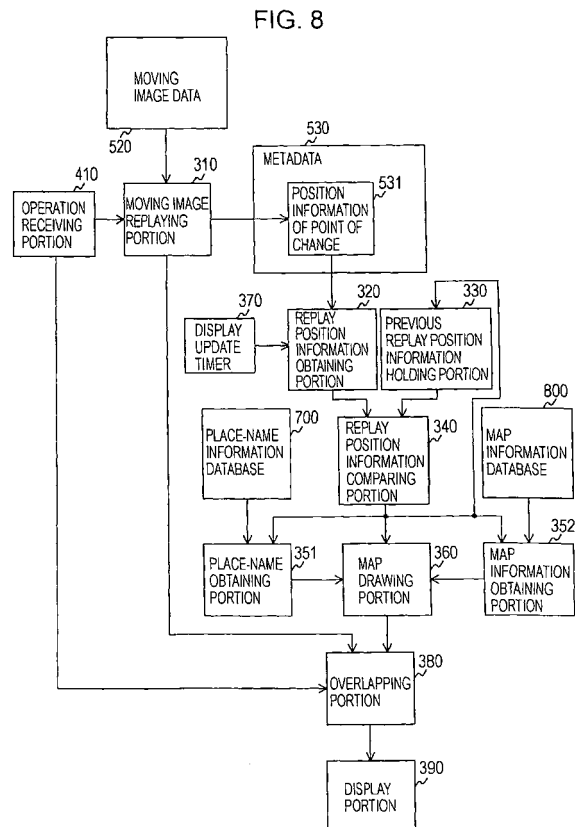 FIG. 8
MOVING
IMAGE DATA
520
530
METADATA
410
310
531
OPERATION
RECEIVING
PORTION
MOVING IMAGE
REPLAYING
PORTION
POSITION
INFORMATION
OF POINT OF
CHANGE
370
320
330
DISPLAY
UPDATE
TIMER
REPLAY
POSITION
INFORMATION
OBTAINING
PORTION
PREVIOUS
REPLAY POSITION
INFORMATION
HOLDING PORTION
700
340
800
PLACE-NAME
INFORMATION
DATABASE
REPLAY
POSITION
INFORMATION
COMPARING
PORTION
MAP
INFORMATION
DATABASE
351
360
352
PLACE-NAME
OBTAINING
PORTION
MAP
DRAWING
PORTION
MAP
INFORMATION
OBTAINING
PORTION
380
OVERLAPPING
PORTION
390
DISPLAY
PORTION